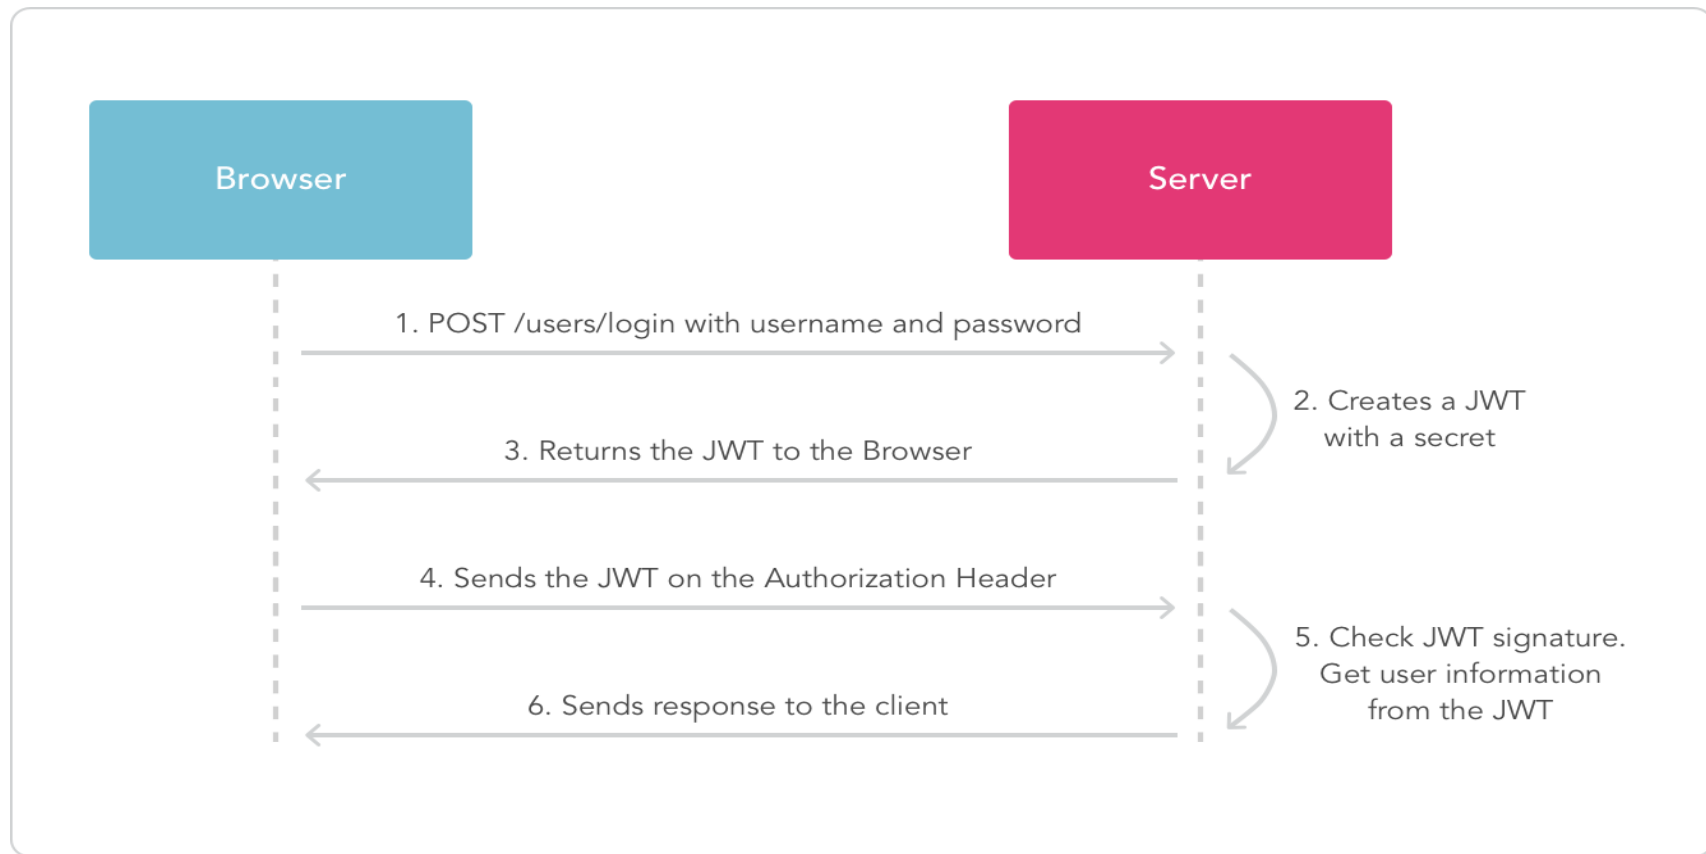 Browser
Server
1. POST /users/login with username and password
2. Creates a JWT
with a secret
3. Returns the JWT to the Browser
4. Sends the JWT on the Authorization Header
5. Check JWT signature.
Get user information
from the JWT
6. Sends response to the client